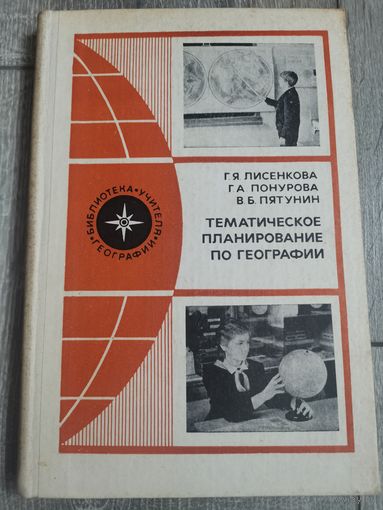 Г.Я. ЛИСЕНКОВА
Г.А ПОНУРОВА
В.Б. ПЯТУНИН
ТЕМАТИЧЕСКОЕ
ПЛАНИРОВАНИЕ
ПО ГЕОГРАФИИ
БИБЛИОТЕКА • УЧИТЕЛЯ • ГЕОГРАФИИ •